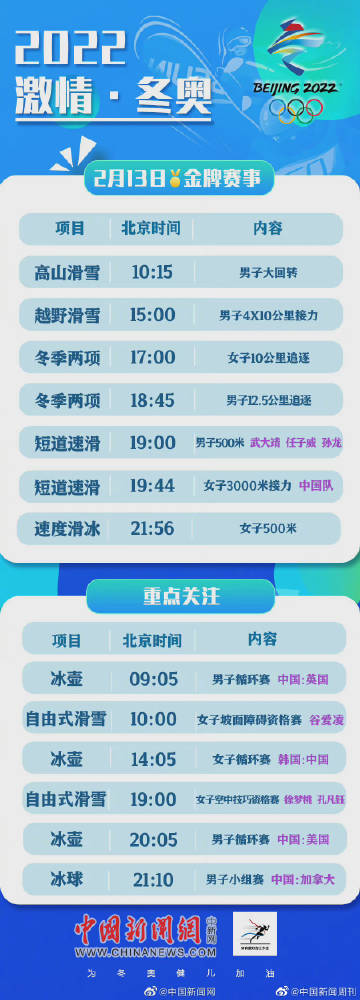 2022
激情·冬奥
BEIJING 2022
2月13日金牌赛事
项目 北京时间 内容
高山滑雪 10:15 男子大回转
越野滑雪 15:00 男子4X10公里接力
冬季两项 17:00 女子10公里追逐
冬季两项 18:45 男子12.5公里追逐
短道速滑 19:00 男子500米 武大靖 任子威 孙龙
短道速滑 19:44 女子3000米接力 中国队
速度滑冰 21:56 女子500米
重点关注
项目 北京时间 内容
冰壶 09:05 男子循环赛 中国:英国
自由式滑雪 10:00 女子坡面障碍资格赛 谷爱凌
冰壶 14:05 女子循环赛 韩国:中国
自由式滑雪 19:00 女子空中技巧资格赛 徐梦桃 孔凡钰
冰壶 20:05 男子循环赛 中国:美国
冰球 21:10 男子小组赛 中国:加拿大
中国新闻网 中新网
WWW.CHINANEWS.COM
为冬奥健儿加油
@中国新闻网 @中国新闻周刊